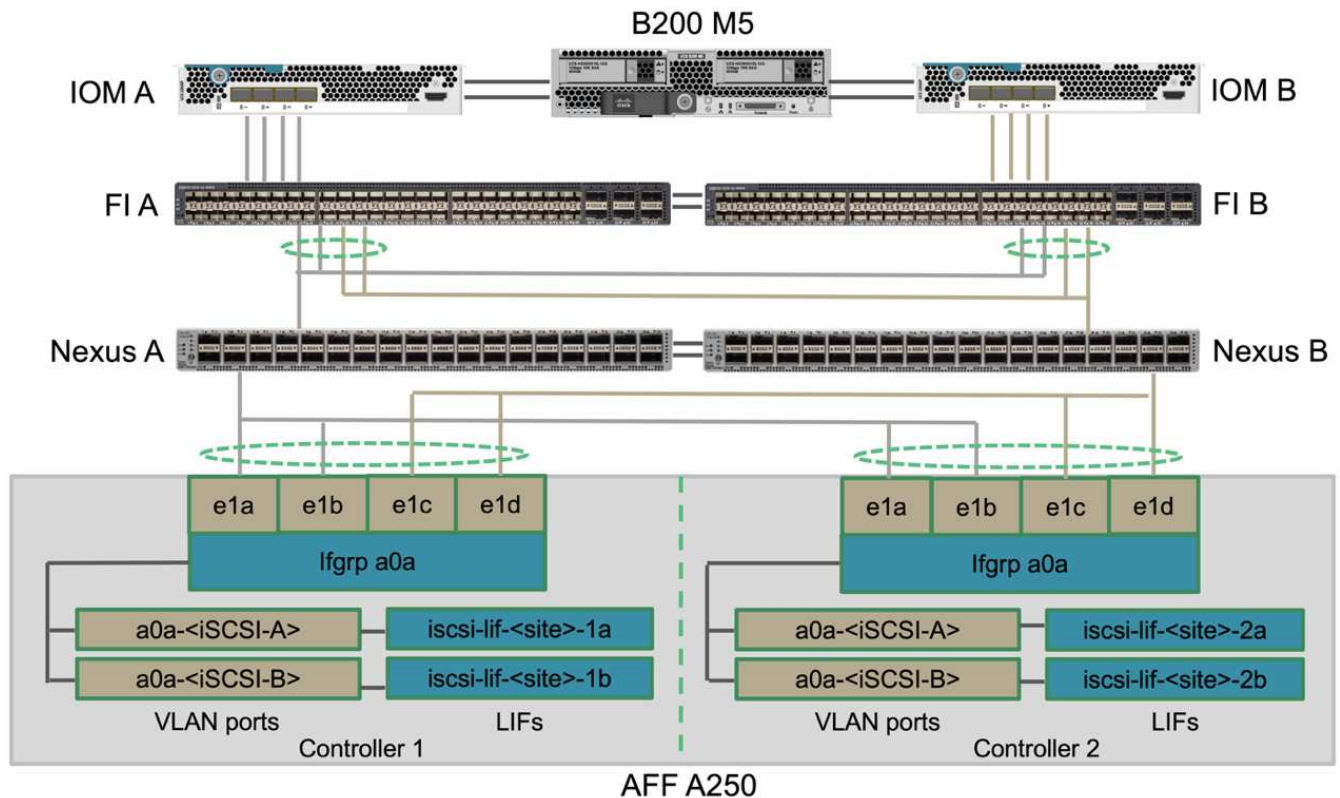 B200 M5
IOM A
IOM B
FI A
FI B
Nexus A
Nexus B
e1a e1b e1c e1d
e1a e1b e1c e1d
Ifgrp a0a
Ifgrp a0a
a0a-<iSCSI-A> iscsi-lif-<site>-1a
a0a-<iSCSI-A> iscsi-lif-<site>-2a
a0a-<iSCSI-B> iscsi-lif-<site>-1b
a0a-<iSCSI-B> iscsi-lif-<site>-2b
VLAN ports LIFs
VLAN ports LIFs
Controller 1
Controller 2
AFF A250